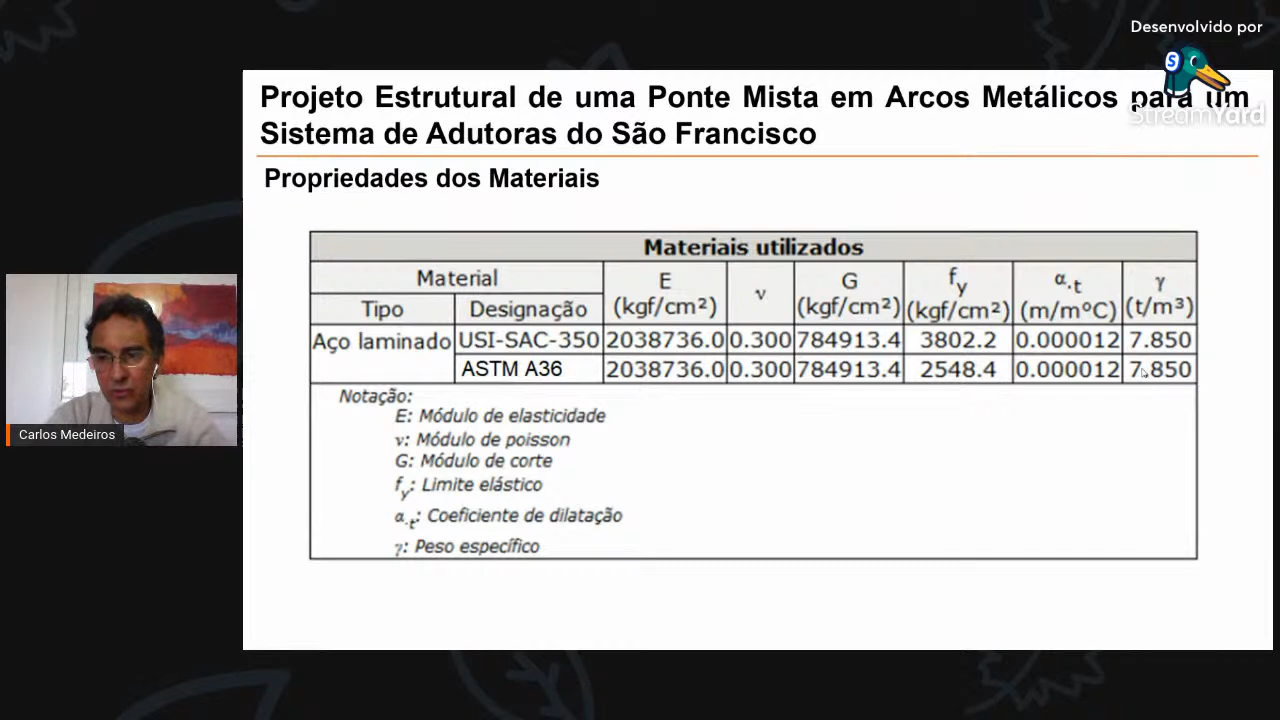 Desenvolvido por
StreamYard
Projeto Estrutural de uma Ponte Mista em Arcos Metálicos para um
Sistema de Adutoras do São Francisco
Propriedades dos Materiais
Materiais utilizados
Material E ν G fy α.t γ
Tipo Designação (kgf/cm²) (kgf/cm²) (kgf/cm²) (m/m°C) (t/m³)
Aço laminado USI-SAC-350 2038736.0 0.300 784913.4 3802.2 0.000012 7.850
ASTM A36 2038736.0 0.300 784913.4 2548.4 0.000012 7.850
Notação:
E: Módulo de elasticidade
ν: Módulo de poisson
G: Módulo de corte
fy: Limite elástico
α.t: Coeficiente de dilatação
γ: Peso específico
Carlos Medeiros